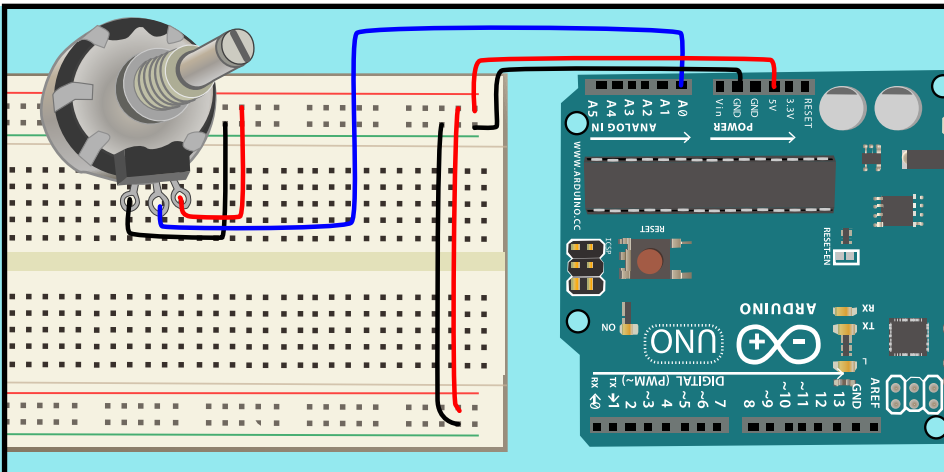 A5
A4
A3
A2
A1
A0
ANALOG IN
Vin
GND
GND
5V
3.3V
RESET
POWER
WWW.ARDUINO.CC
RESET
ICSP
RESET-EN
ON
UNO
ARDUINO
RX
TX
L
DIGITAL (PWM~)
RX
TX
0
1
2
~3
4
~5
~6
7
8
~9
~10
~11
12
13
GND
AREF